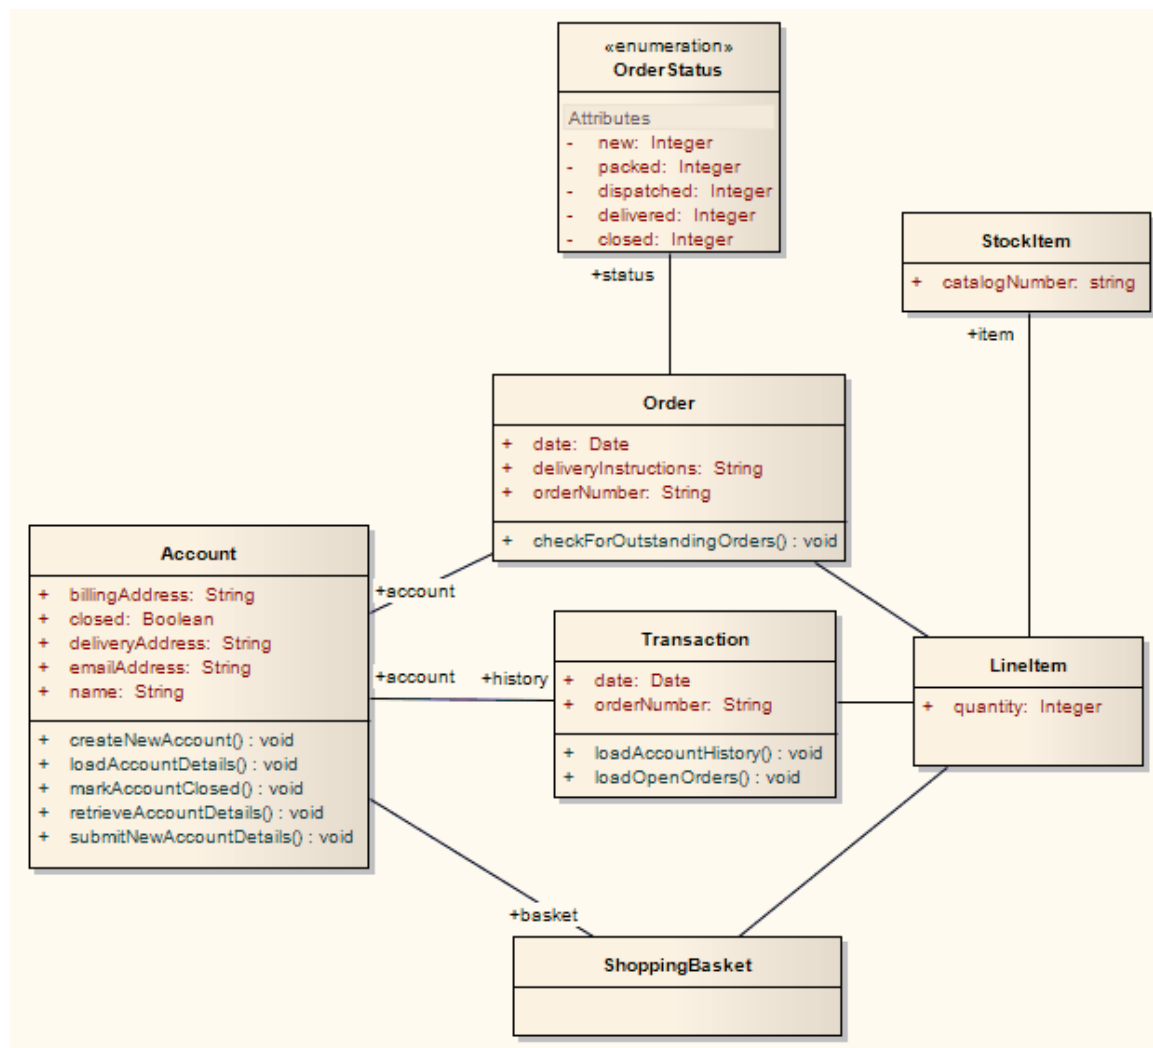 «enumeration»
OrderStatus
Attributes
- new: Integer
- packed: Integer
- dispatched: Integer
- delivered: Integer
- closed: Integer
+status
StockItem
+ catalogNumber: string
+item
Order
+ date: Date
+ deliveryInstructions: String
+ orderNumber: String
+ checkForOutstandingOrders() : void
Account
+ billingAddress: String
+ closed: Boolean
+ deliveryAddress: String
+ emailAddress: String
+ name: String
+ createNewAccount() : void
+ loadAccountDetails() : void
+ markAccountClosed() : void
+ retrieveAccountDetails() : void
+ submitNewAccountDetails() : void
+account
+account
+history
Transaction
+ date: Date
+ orderNumber: String
+ loadAccountHistory() : void
+ loadOpenOrders() : void
LineItem
+ quantity: Integer
+basket
ShoppingBasket